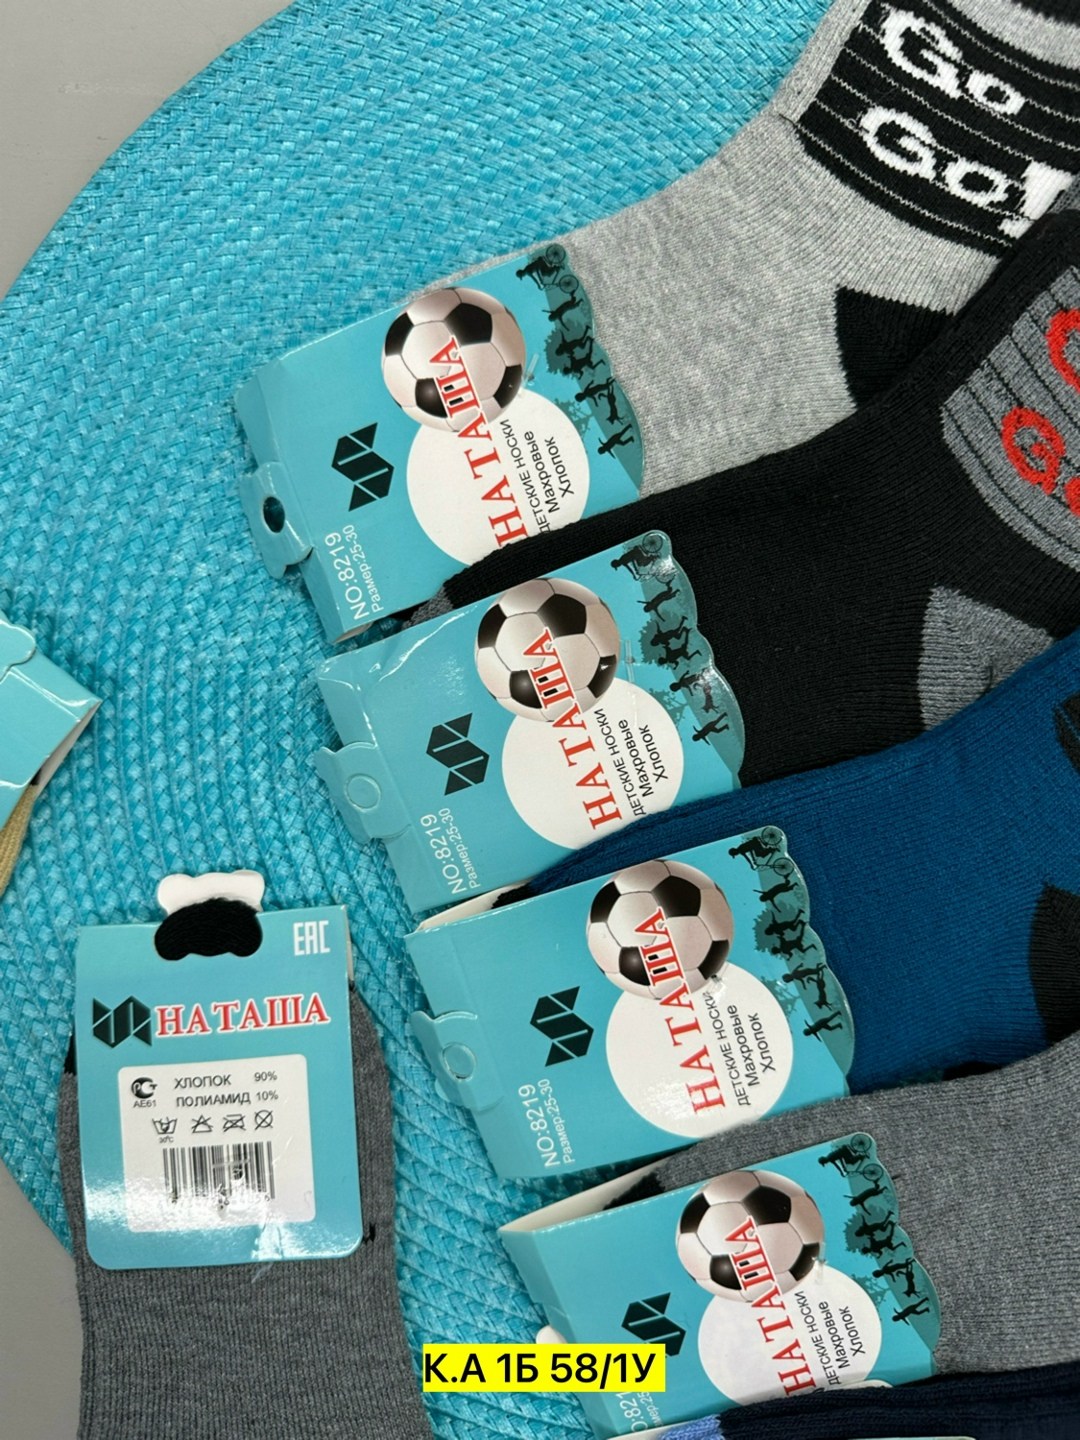 Go
Go!
G
НАТАША
ДЕТСКИЕ НОСКИ
Махровые
Хлопок
NO:8219
Размер:25-30
НАТАША
ДЕТСКИЕ НОСКИ
Махровые
Хлопок
NO:8219
Размер:25-30
НАТАША
ДЕТСКИЕ НОСКИ
Махровые
Хлопок
NO:8219
Размер:25-30
EAC
НАТАША
ХЛОПОК 90%
АЕ61
ПОЛИАМИД 10%
НАТАША
ДЕТСКИЕ НОСКИ
Махровые
Хлопок
К.А 1Б 58/1У